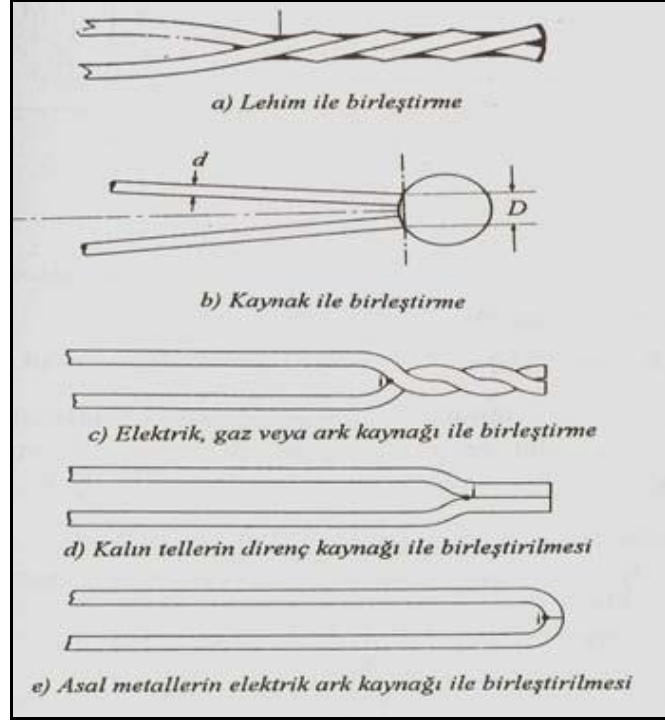 a) Lehim ile birleştirme
d
D
b) Kaynak ile birleştirme
c) Elektrik, gaz veya ark kaynağı ile birleştirme
d) Kalın tellerin direnç kaynağı ile birleştirilmesi
e) Asal metallerin elektrik ark kaynağı ile birleştirilmesi